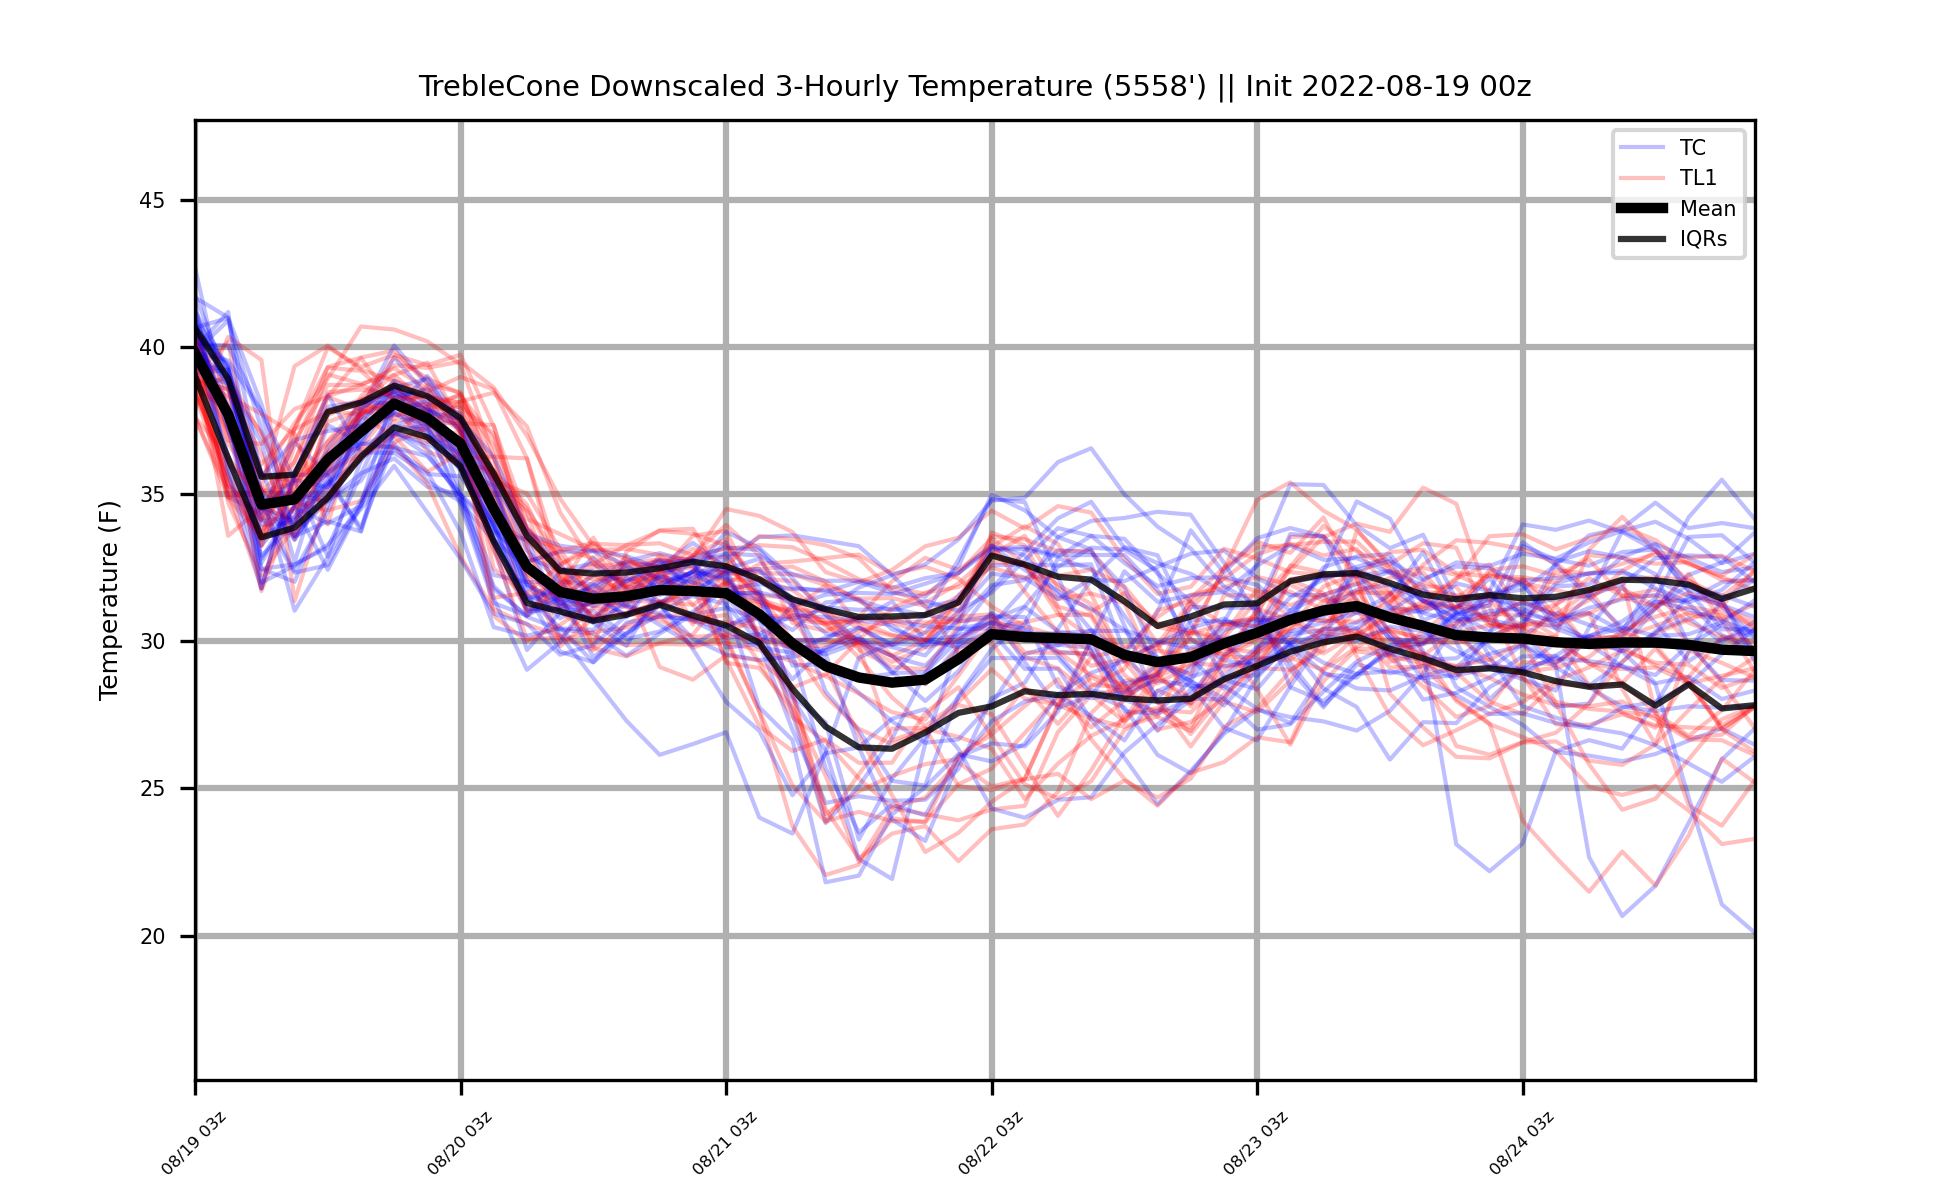 TrebleCone Downscaled 3-Hourly Temperature (5558') || Init 2022-08-19 00z
TC
TL1
Mean
IQRs
Temperature (F)
45
40
35
30
25
20
08/19 03z
08/20 03z
08/21 03z
08/22 03z
08/23 03z
08/24 03z